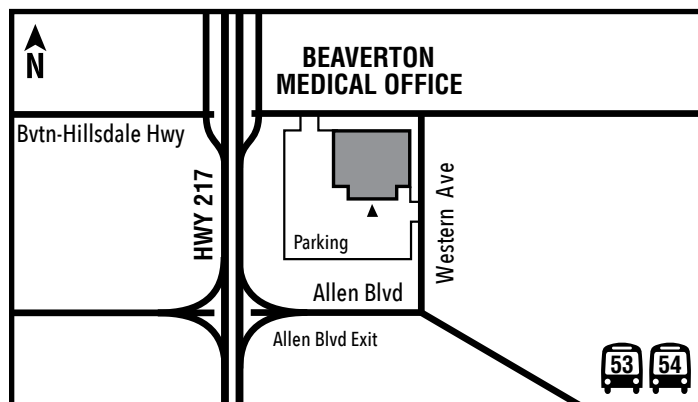 N
BEAVERTON
MEDICAL OFFICE
Bvtn-Hillsdale Hwy
HWY 217
Western Ave
Parking
Allen Blvd
Allen Blvd Exit
53 54